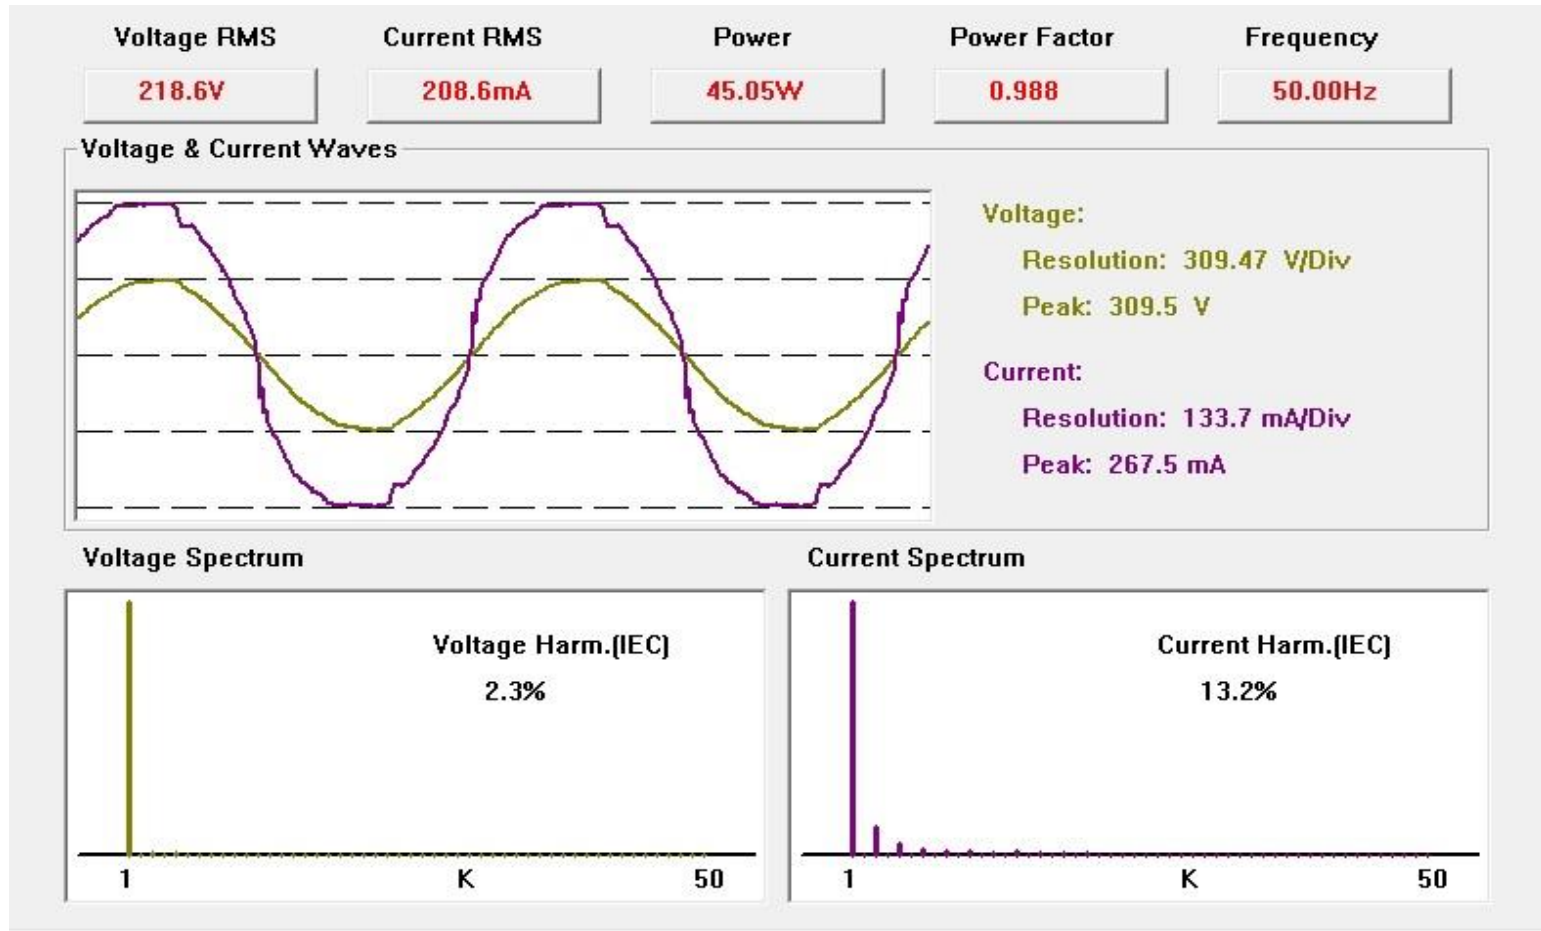 Voltage RMS Current RMS Power Power Factor Frequency
218.6V 208.6mA 45.05W 0.988 50.00Hz
Voltage & Current Waves
Voltage:
Resolution: 309.47 V/Div
Peak: 309.5 V
Current:
Resolution: 133.7 mA/Div
Peak: 267.5 mA
Voltage Spectrum Current Spectrum
Voltage Harm.(IEC) Current Harm.(IEC)
2.3% 13.2%
1 K 50 1 K 50